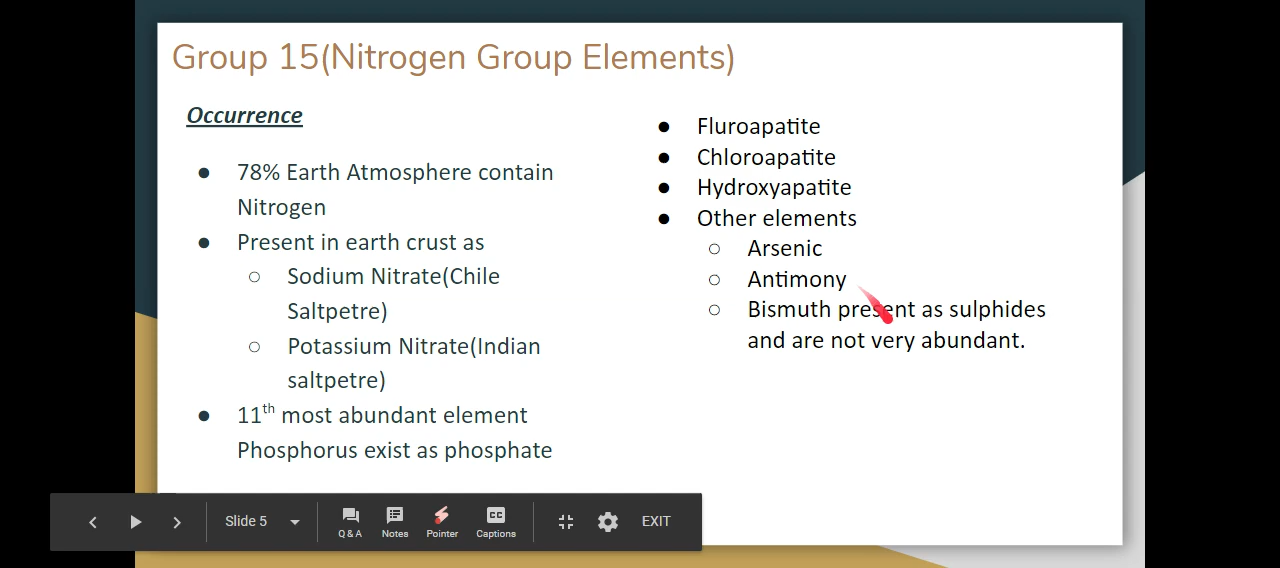 Group 15(Nitrogen Group Elements)
Occurrence
● 78% Earth Atmosphere contain
Nitrogen
● Present in earth crust as
○ Sodium Nitrate(Chile
Saltpetre)
○ Potassium Nitrate(Indian
saltpetre)
● 11th most abundant element
Phosphorus exist as phosphate
● Fluroapatite
● Chloroapatite
● Hydroxyapatite
● Other elements
○ Arsenic
○ Antimony
○ Bismuth present as sulphides
and are not very abundant.
Slide 5
Q & A
Notes
Pointer
CC
Captions
EXIT